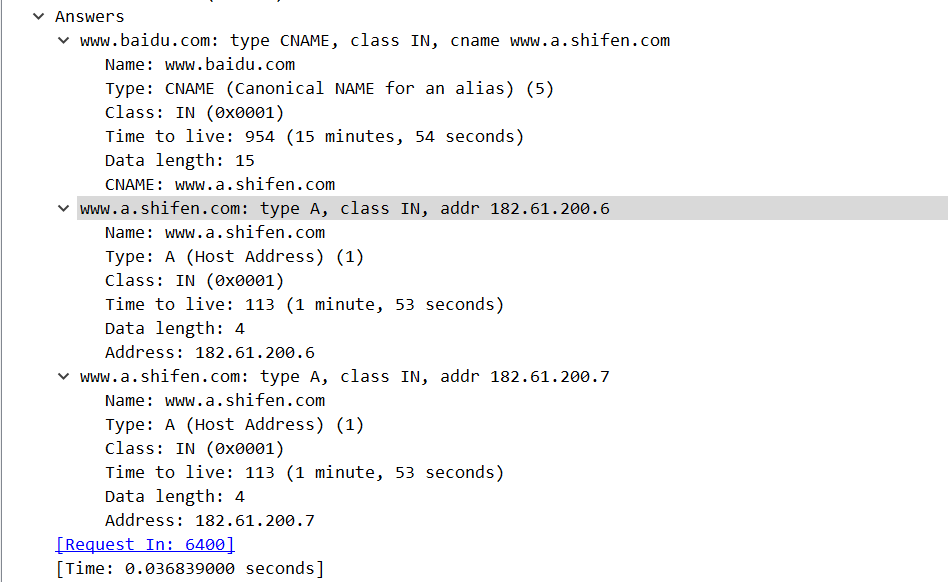 Answers
www.baidu.com: type CNAME, class IN, cname www.a.shifen.com
Name: www.baidu.com
Type: CNAME (Canonical NAME for an alias) (5)
Class: IN (0x0001)
Time to live: 954 (15 minutes, 54 seconds)
Data length: 15
CNAME: www.a.shifen.com
www.a.shifen.com: type A, class IN, addr 182.61.200.6
Name: www.a.shifen.com
Type: A (Host Address) (1)
Class: IN (0x0001)
Time to live: 113 (1 minute, 53 seconds)
Data length: 4
Address: 182.61.200.6
www.a.shifen.com: type A, class IN, addr 182.61.200.7
Name: www.a.shifen.com
Type: A (Host Address) (1)
Class: IN (0x0001)
Time to live: 113 (1 minute, 53 seconds)
Data length: 4
Address: 182.61.200.7
[Request In: 6400]
[Time: 0.036839000 seconds]